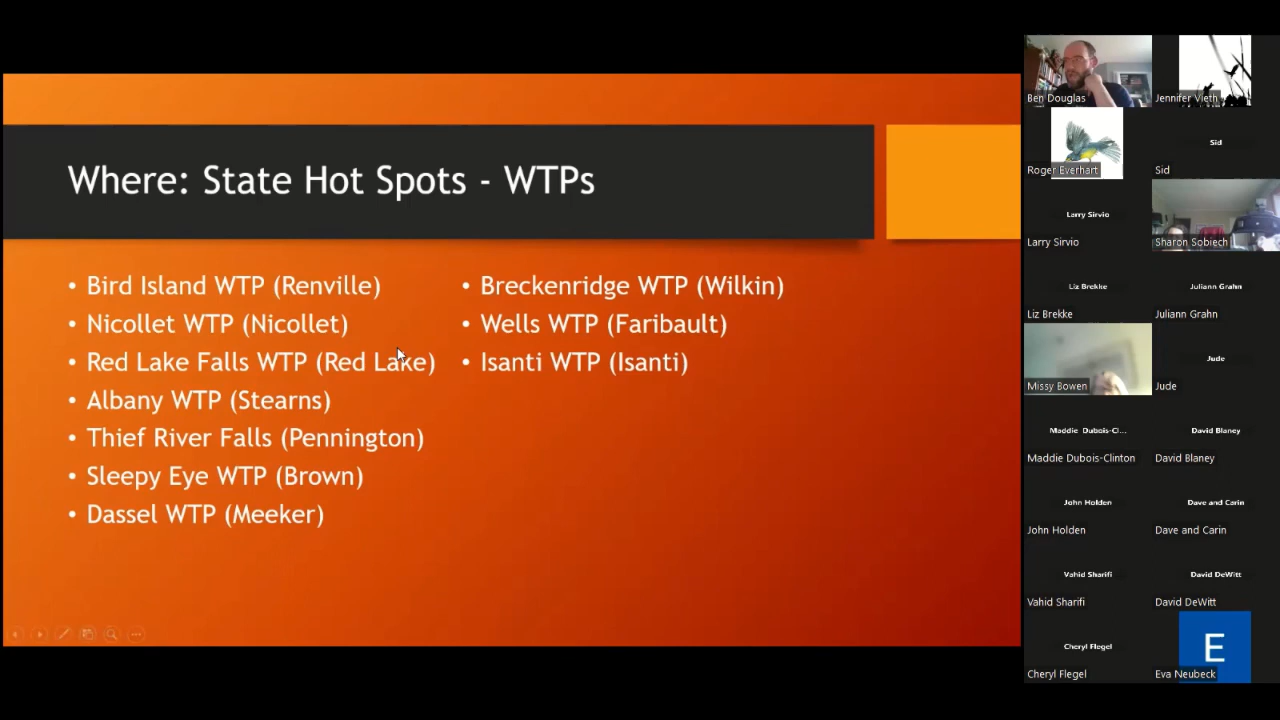 Where: State Hot Spots - WTPs
• Bird Island WTP (Renville)
• Nicollet WTP (Nicollet)
• Red Lake Falls WTP (Red Lake)
• Albany WTP (Stearns)
• Thief River Falls (Pennington)
• Sleepy Eye WTP (Brown)
• Dassel WTP (Meeker)
• Breckenridge WTP (Wilkin)
• Wells WTP (Faribault)
• Isanti WTP (Isanti)
Ben Douglas
Jennifer Vieth
Roger Everhart
Sid
Sid
Larry Sirvio
Larry Sirvio
Sharon Sobiech
Liz Brekke
Liz Brekke
Juliann Grahn
Juliann Grahn
Missy Bowen
Jude
Jude
Maddie Dubois-Cl...
Maddie Dubois-Clinton
David Blaney
David Blaney
John Holden
John Holden
Dave and Carin
Dave and Carin
Vahid Sharifi
Vahid Sharifi
David DeWitt
David DeWitt
Cheryl Flegel
Cheryl Flegel
E
Eva Neubeck